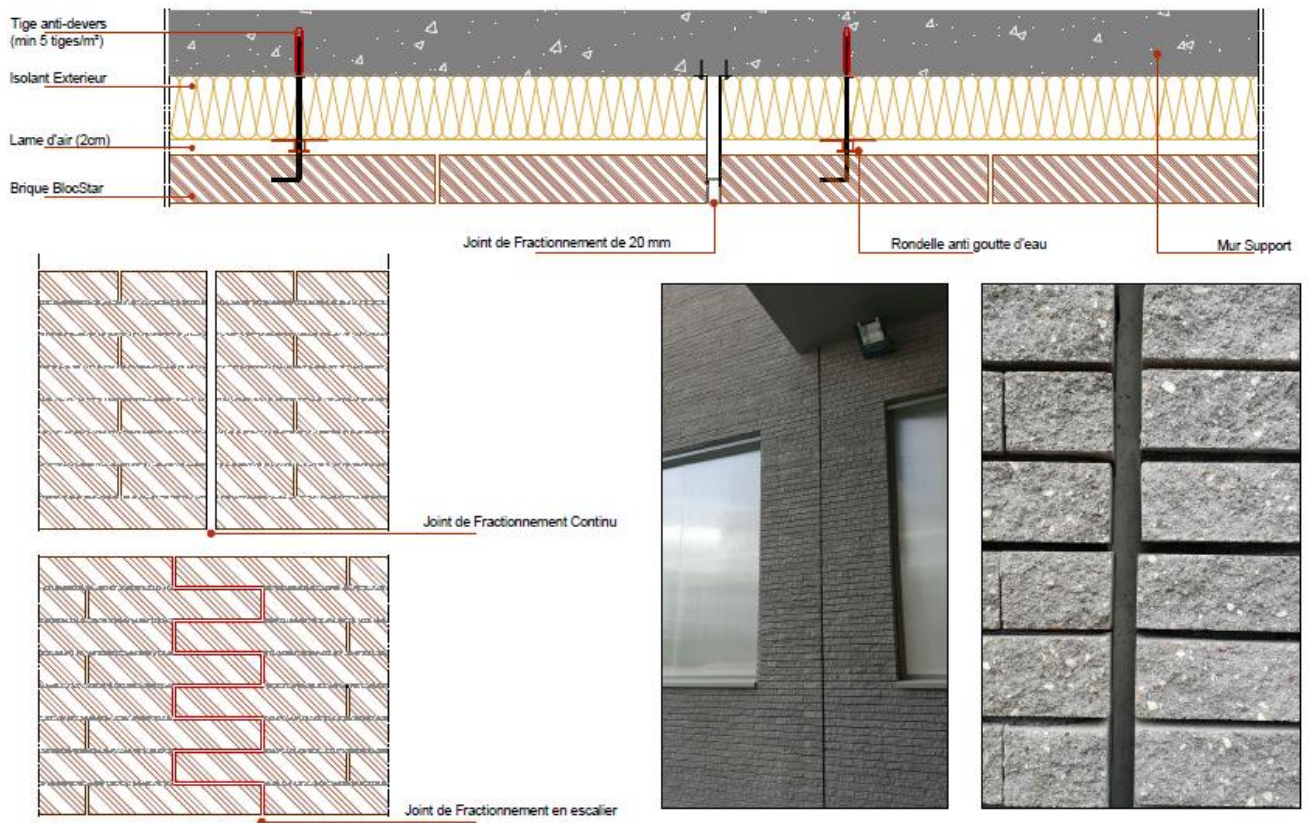 Tige anti-devers
(min 5 tiges/m²)
Isolant Exterieur
Lame d'air (2cm)
Brique BlocStar
Joint de Fractionnement de 20 mm
Rondelle anti goutte d'eau
Mur Support
Joint de Fractionnement Continu
Joint de Fractionnement en escalier